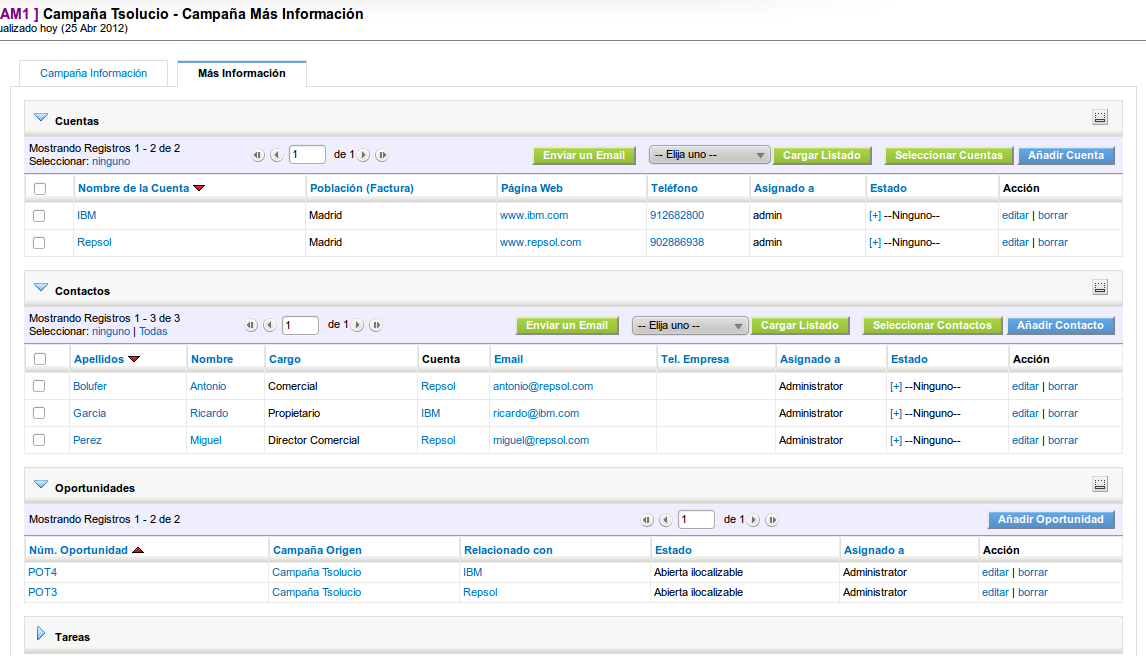 AM1 ] Campaña Tsolucio - Campaña Más Información
ualizado hoy (25 Abr 2012)
Campaña Información Más Información
Cuentas
Mostrando Registros 1 - 2 de 2
Seleccionar: ninguno
1 de 1
Enviar un Email -- Elija uno -- Cargar Listado Seleccionar Cuentas Añadir Cuenta
Nombre de la Cuenta Población (Factura) Página Web Teléfono Asignado a Estado Acción
IBM Madrid www.ibm.com 912682800 admin [+] --Ninguno-- editar | borrar
Repsol Madrid www.repsol.com 902886938 admin [+] --Ninguno-- editar | borrar
Contactos
Mostrando Registros 1 - 3 de 3
Seleccionar: ninguno | Todas
1 de 1
Enviar un Email -- Elija uno -- Cargar Listado Seleccionar Contactos Añadir Contacto
Apellidos Nombre Cargo Cuenta Email Tel. Empresa Asignado a Estado Acción
Bolufer Antonio Comercial Repsol antonio@repsol.com Administrator [+] --Ninguno-- editar | borrar
Garcia Ricardo Propietario IBM ricardo@ibm.com Administrator [+] --Ninguno-- editar | borrar
Perez Miguel Director Comercial Repsol miguel@repsol.com Administrator [+] --Ninguno-- editar | borrar
Oportunidades
Mostrando Registros 1 - 2 de 2 1 de 1 Añadir Oportunidad
Núm. Oportunidad Campaña Origen Relacionado con Estado Asignado a Acción
POT4 Campaña Tsolucio IBM Abierta ilocalizable Administrator editar | borrar
POT3 Campaña Tsolucio Repsol Abierta ilocalizable Administrator editar | borrar
Tareas